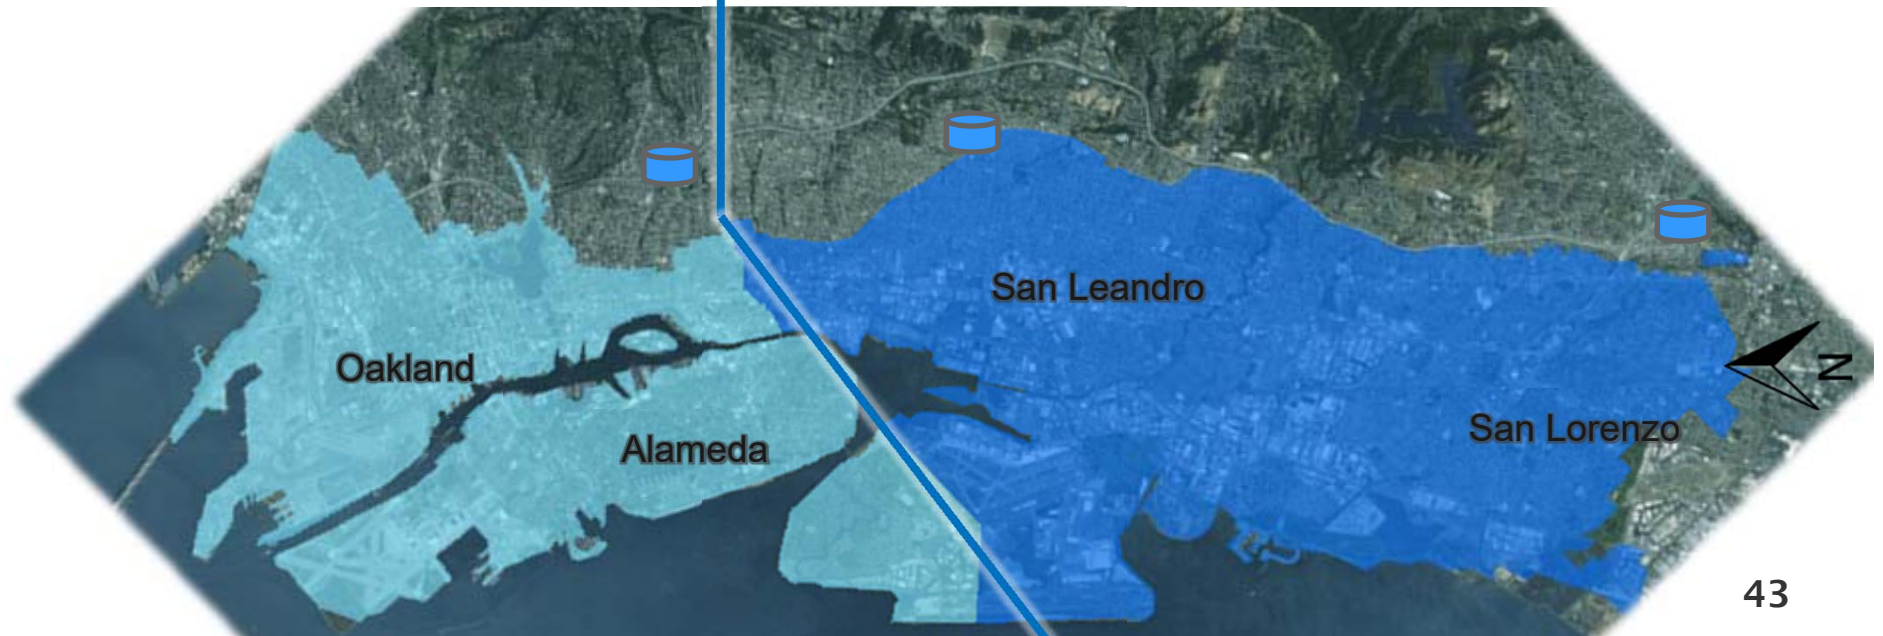 San Leandro
Oakland
San Lorenzo
Alameda
N
43